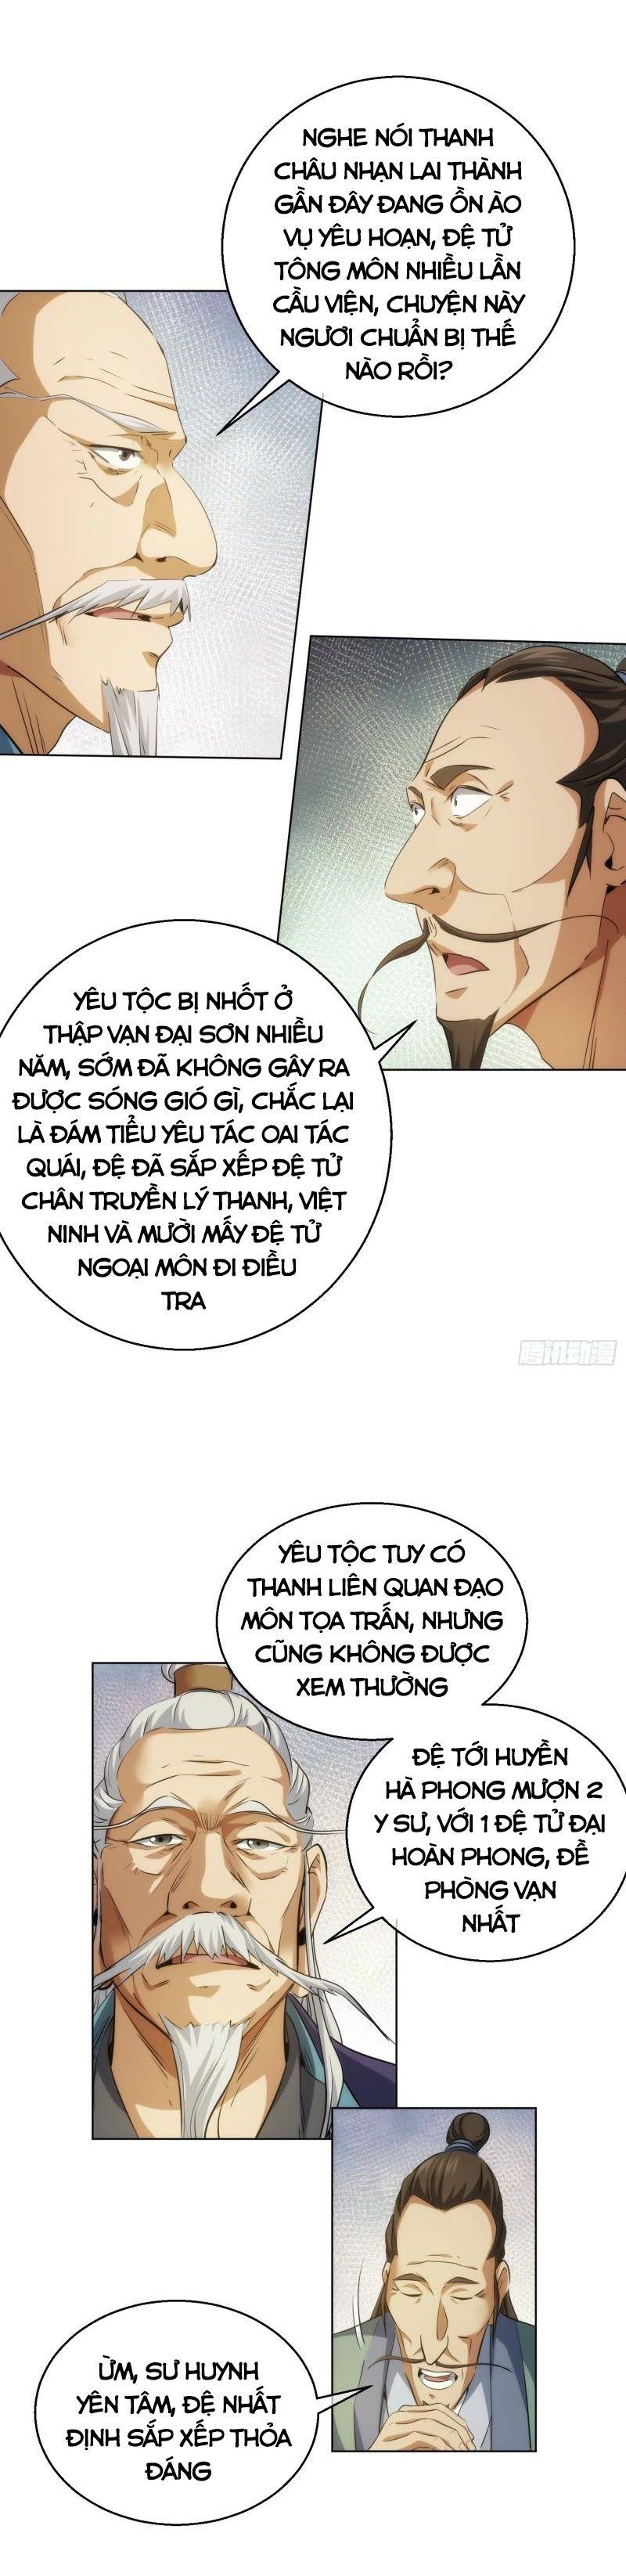 NGHE NÓI THANH
CHÂU NHẠN LAI THÀNH
GẦN ĐÂY ĐANG ỒN ÀO
VỤ YÊU HOẠN, ĐỆ TỬ
TÔNG MÔN NHIỀU LẦN
CẦU VIỆN, CHUYỆN NÀY
NGƯƠI CHUẨN BỊ THẾ
NÀO RỒI?
YÊU TỘC BỊ NHỐT Ở
THẬP VẠN ĐẠI SƠN NHIỀU
NĂM, SỚM ĐÃ KHÔNG GÂY RA
ĐƯỢC SÓNG GIÓ GÌ, CHẮC LẠI
LÀ ĐÁM TIỂU YÊU TÁC OAI TÁC
QUÁI, ĐỆ ĐÃ SẮP XẾP ĐỆ TỬ
CHÂN TRUYỀN LÝ THANH, VIỆT
NINH VÀ MƯỜI MẤY ĐỆ TỬ
NGOẠI MÔN ĐI ĐIỀU
TRA
腾讯动漫
YÊU TỘC TUY CÓ
THANH LIÊN QUAN ĐẠO
MÔN TỌA TRẤN, NHƯNG
CŨNG KHÔNG ĐƯỢC
XEM THƯỜNG
ĐỆ TỚI HUYỀN
HÀ PHONG MƯỢN 2
Y SƯ, VỚI 1 ĐỆ TỬ ĐẠI
HOÀN PHONG, ĐỀ
PHÒNG VẠN
NHẤT
ỪM, SƯ HUYNH
YÊN TÂM, ĐỆ NHẤT
ĐỊNH SẮP XẾP THỎA
ĐÁNG